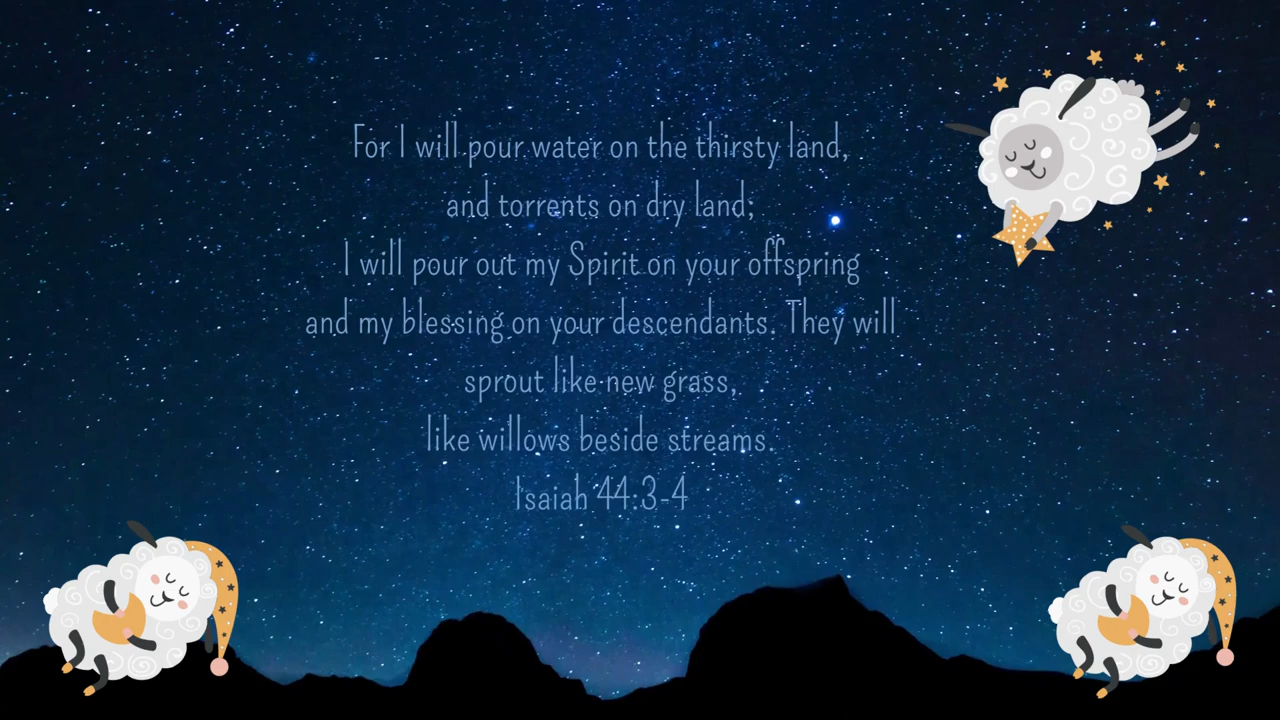 For I will pour water on the thirsty land,
and torrents on dry land;
I will pour out my Spirit on your offspring
and my blessing on your descendants. They will
sprout like new grass,
like willows beside streams.
Isaiah 44:3-4